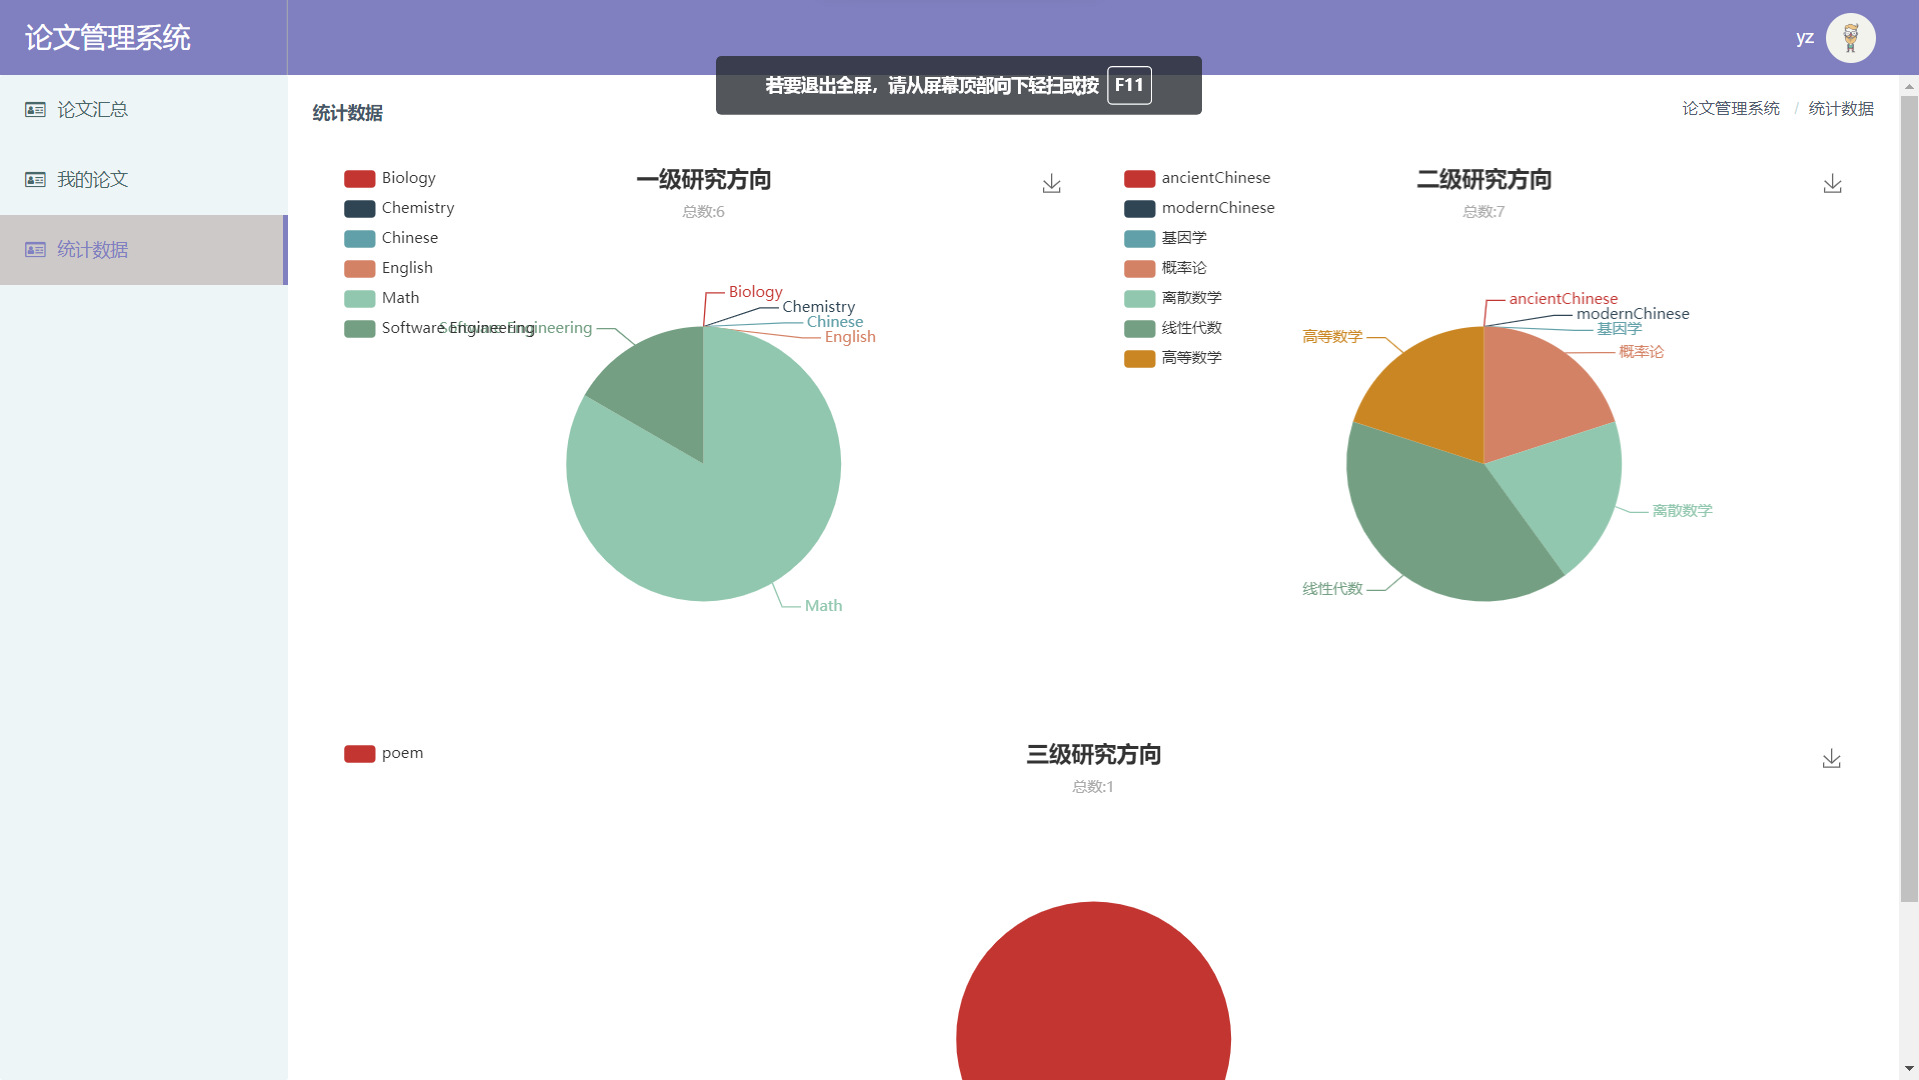 论文管理系统
yz
若要退出全屏，请从屏幕顶部向下轻扫或按 F11
论文汇总
我的论文
统计数据
统计数据
论文管理系统 / 统计数据
一级研究方向
总数:6
Biology
Chemistry
Chinese
English
Math
Software Engineering
Biology
Chemistry
Chinese
English
Software Engineering
Math
二级研究方向
总数:7
ancientChinese
modernChinese
基因学
概率论
离散数学
线性代数
高等数学
ancientChinese
modernChinese
基因学
概率论
高等数学
离散数学
线性代数
三级研究方向
总数:1
poem